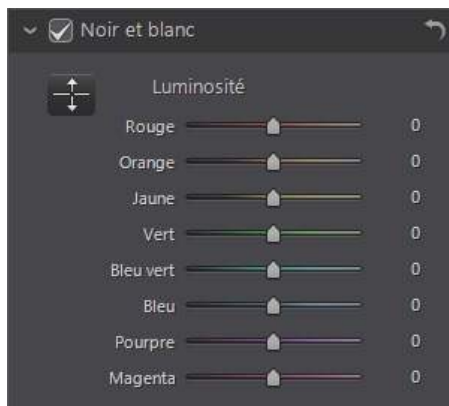 Noir et blanc
Luminosité
Rouge 0
Orange 0
Jaune 0
Vert 0
Bleu vert 0
Bleu 0
Pourpre 0
Magenta 0